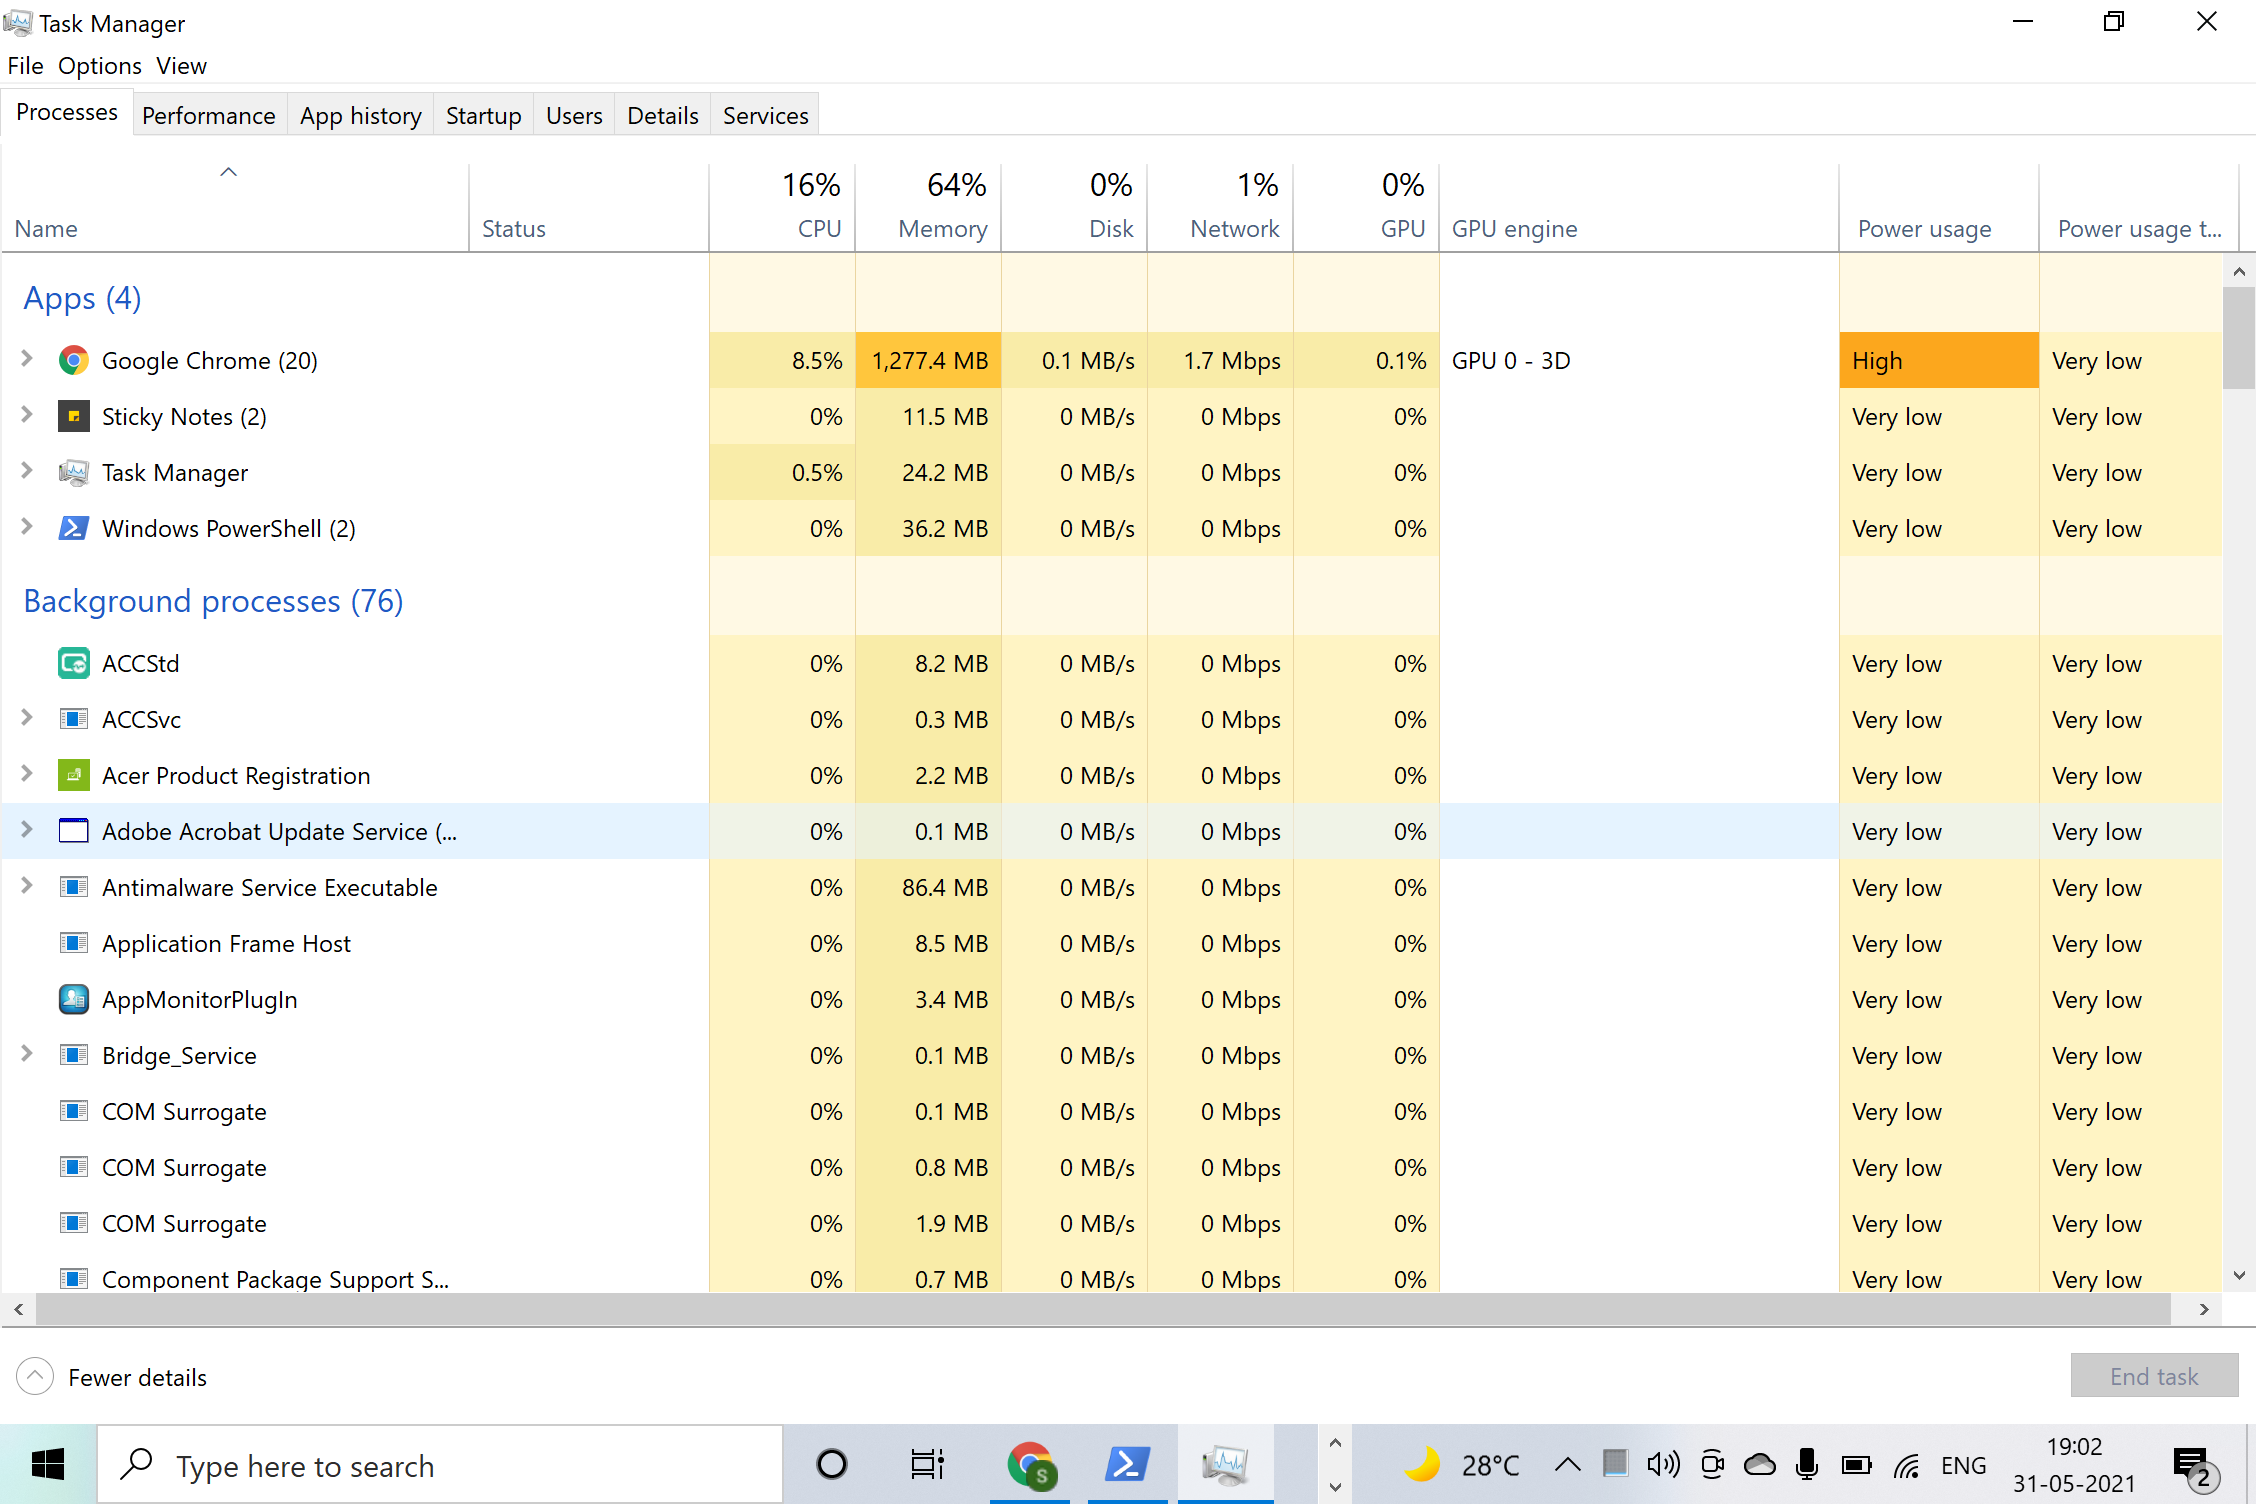 Task Manager
File Options View
Processes Performance App history Startup Users Details Services
16% 64% 0% 1% 0%
Name Status CPU Memory Disk Network GPU GPU engine Power usage Power usage t...
Apps (4)
Google Chrome (20) 8.5% 1,277.4 MB 0.1 MB/s 1.7 Mbps 0.1% GPU 0 - 3D High Very low
Sticky Notes (2) 0% 11.5 MB 0 MB/s 0 Mbps 0% Very low Very low
Task Manager 0.5% 24.2 MB 0 MB/s 0 Mbps 0% Very low Very low
Windows PowerShell (2) 0% 36.2 MB 0 MB/s 0 Mbps 0% Very low Very low
Background processes (76)
ACCStd 0% 8.2 MB 0 MB/s 0 Mbps 0% Very low Very low
ACCSvc 0% 0.3 MB 0 MB/s 0 Mbps 0% Very low Very low
Acer Product Registration 0% 2.2 MB 0 MB/s 0 Mbps 0% Very low Very low
Adobe Acrobat Update Service (... 0% 0.1 MB 0 MB/s 0 Mbps 0% Very low Very low
Antimalware Service Executable 0% 86.4 MB 0 MB/s 0 Mbps 0% Very low Very low
Application Frame Host 0% 8.5 MB 0 MB/s 0 Mbps 0% Very low Very low
AppMonitorPlugIn 0% 3.4 MB 0 MB/s 0 Mbps 0% Very low Very low
Bridge_Service 0% 0.1 MB 0 MB/s 0 Mbps 0% Very low Very low
COM Surrogate 0% 0.1 MB 0 MB/s 0 Mbps 0% Very low Very low
COM Surrogate 0% 0.8 MB 0 MB/s 0 Mbps 0% Very low Very low
COM Surrogate 0% 1.9 MB 0 MB/s 0 Mbps 0% Very low Very low
Component Package Support S... 0% 0.7 MB 0 MB/s 0 Mbps 0% Very low Very low
Fewer details End task
Type here to search S 28°C ENG 19:02
31-05-2021 2